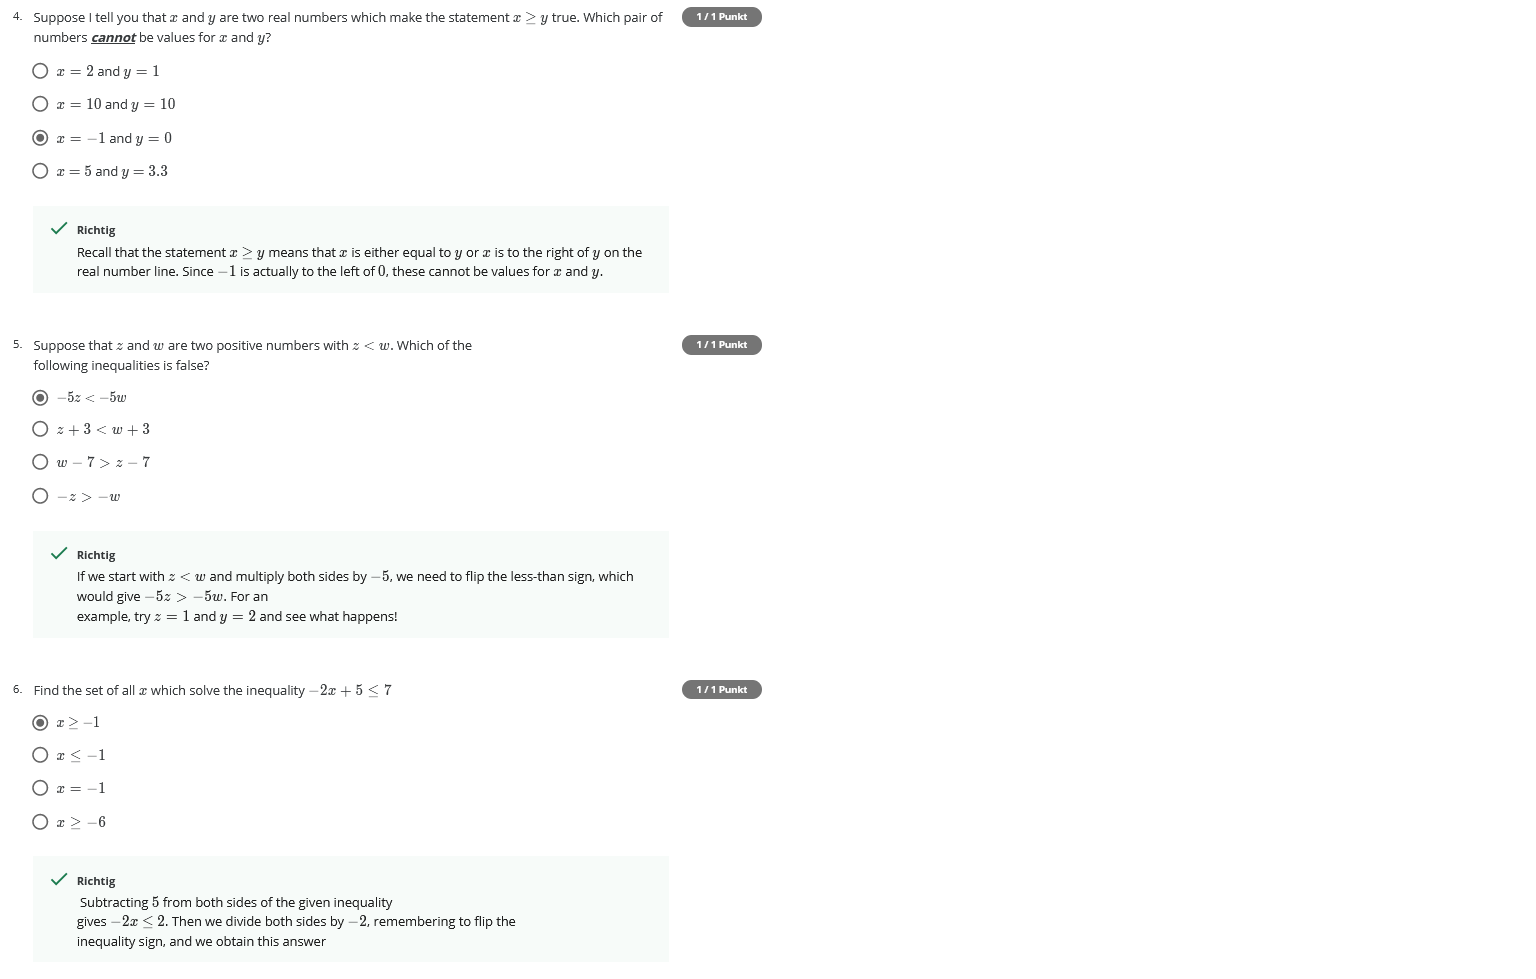 4. Suppose I tell you that x and y are two real numbers which make the statement x ≥ y true. Which pair of
numbers cannot be values for x and y?
1 / 1 Punkt
x = 2 and y = 1
x = 10 and y = 10
x = −1 and y = 0
x = 5 and y = 3.3
Richtig
Recall that the statement x ≥ y means that x is either equal to y or x is to the right of y on the
real number line. Since −1 is actually to the left of 0, these cannot be values for x and y.
5. Suppose that z and w are two positive numbers with z < w. Which of the
following inequalities is false?
1 / 1 Punkt
−5z < −5w
z + 3 < w + 3
w − 7 > z − 7
−z > −w
Richtig
If we start with z < w and multiply both sides by −5, we need to flip the less-than sign, which
would give −5z > −5w. For an
example, try z = 1 and y = 2 and see what happens!
6. Find the set of all x which solve the inequality −2x + 5 ≤ 7
1 / 1 Punkt
x ≥ −1
x ≤ −1
x = −1
x ≥ −6
Richtig
Subtracting 5 from both sides of the given inequality
gives −2x ≤ 2. Then we divide both sides by −2, remembering to flip the
inequality sign, and we obtain this answer